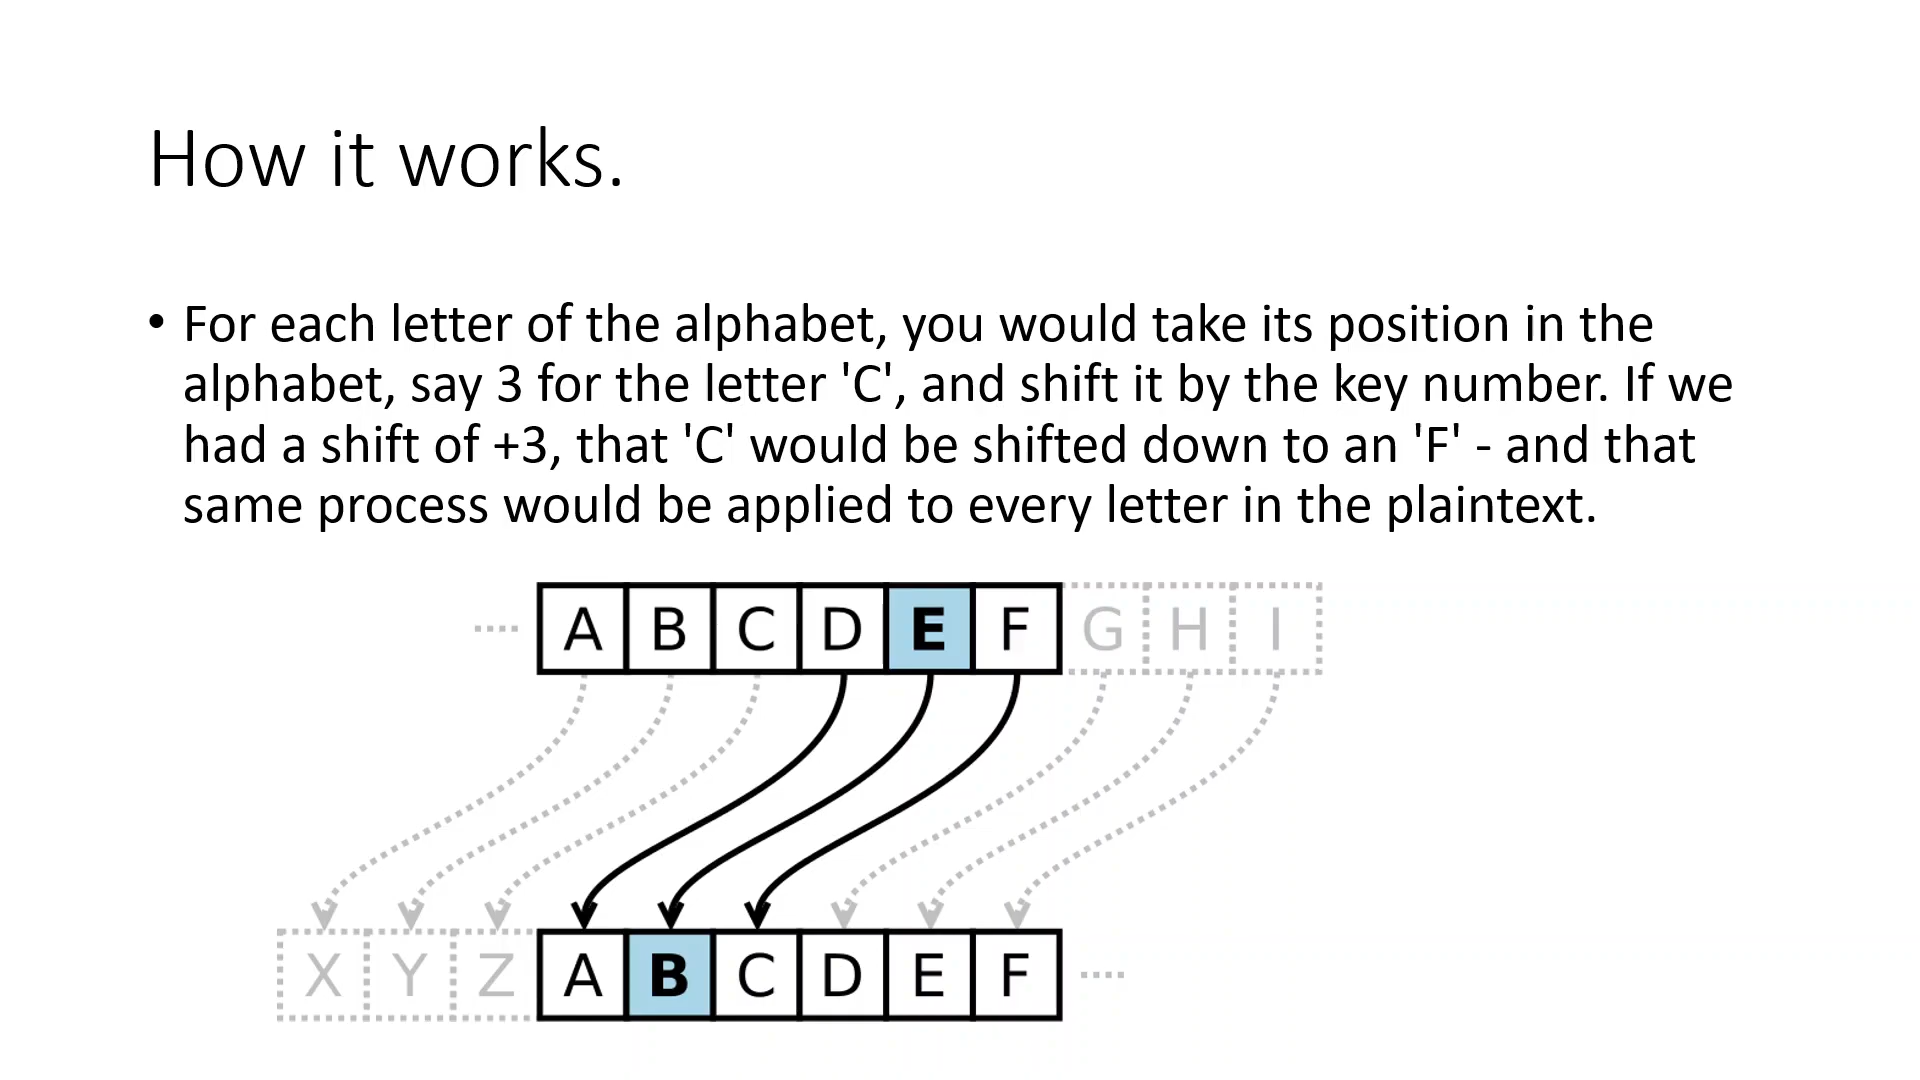 How it works.
• For each letter of the alphabet, you would take its position in the
alphabet, say 3 for the letter 'C', and shift it by the key number. If we
had a shift of +3, that 'C' would be shifted down to an 'F' - and that
same process would be applied to every letter in the plaintext.
A B C D E F G H I
X Y Z A B C D E F